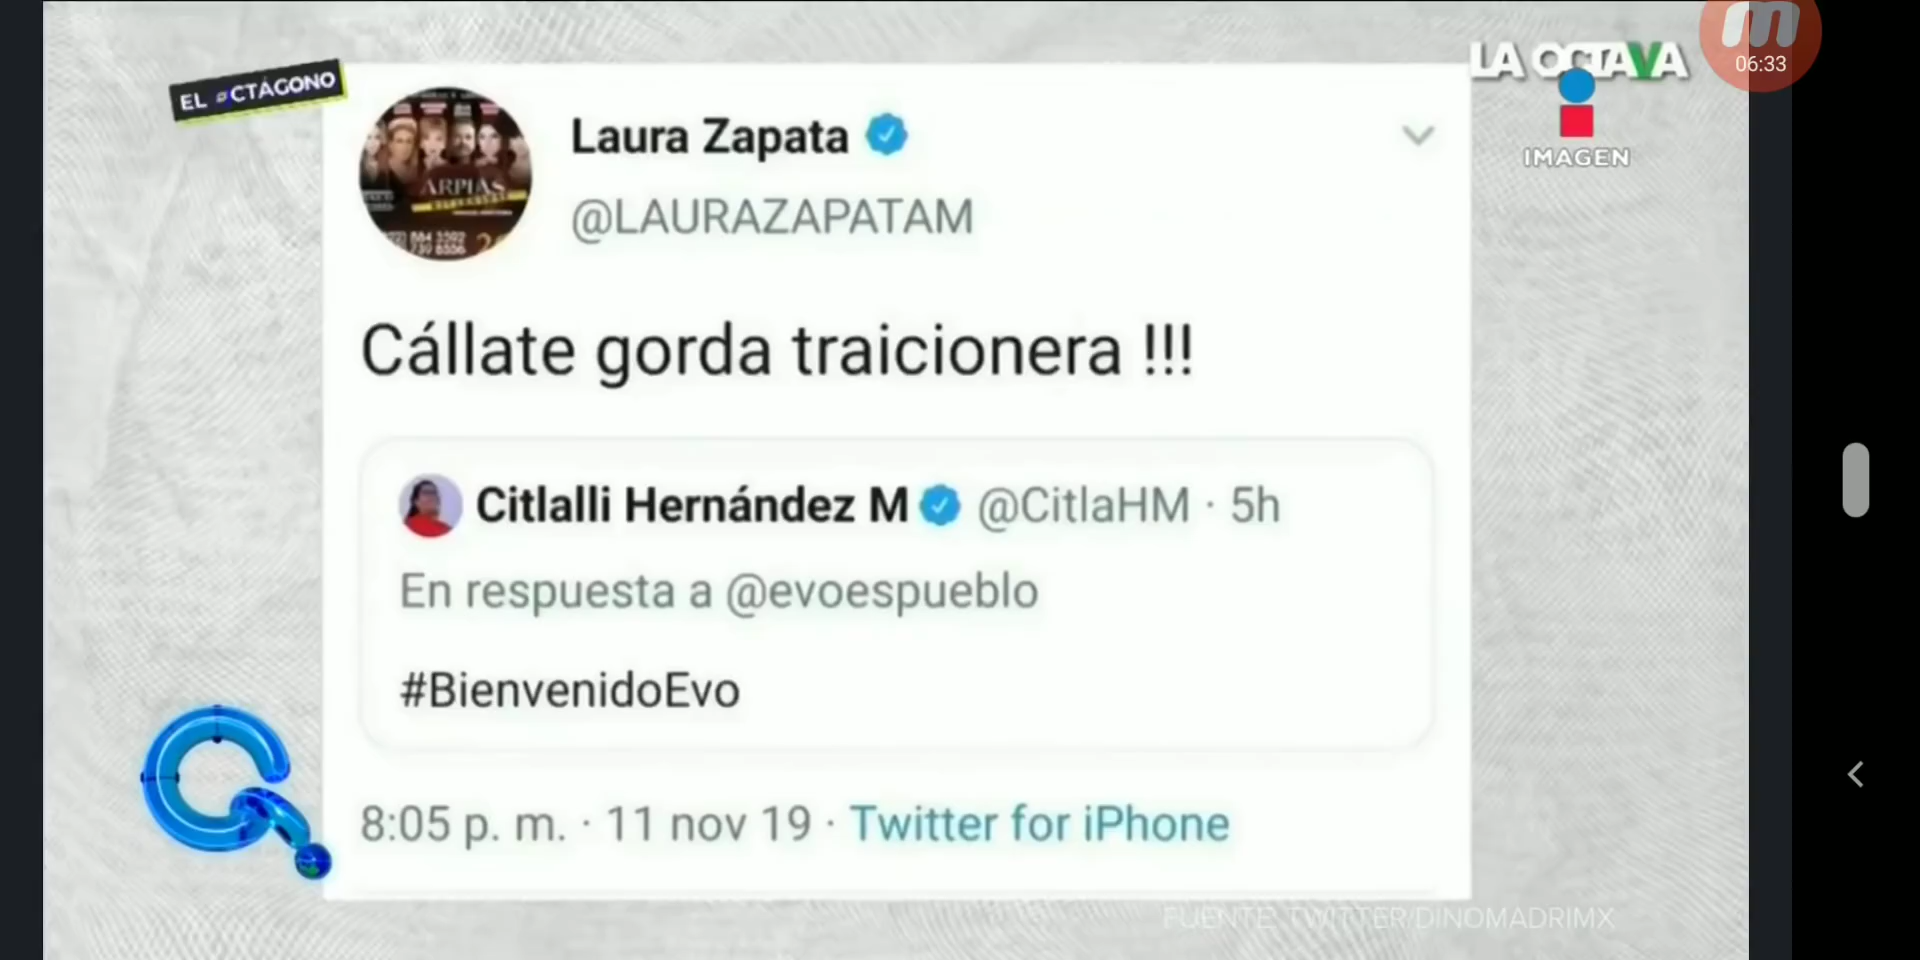 EL OCTÁGONO
LA OCTAVA
06:33
IMAGEN
Laura Zapata
@LAURAZAPATAM
ARPIAS
Cállate gorda traicionera !!!
Citlalli Hernández M @CitlaHM · 5h
En respuesta a @evoespueblo
#BienvenidoEvo
8:05 p. m. · 11 nov 19 · Twitter for iPhone
FUENTE: TWITTER/DINOMADRIMX